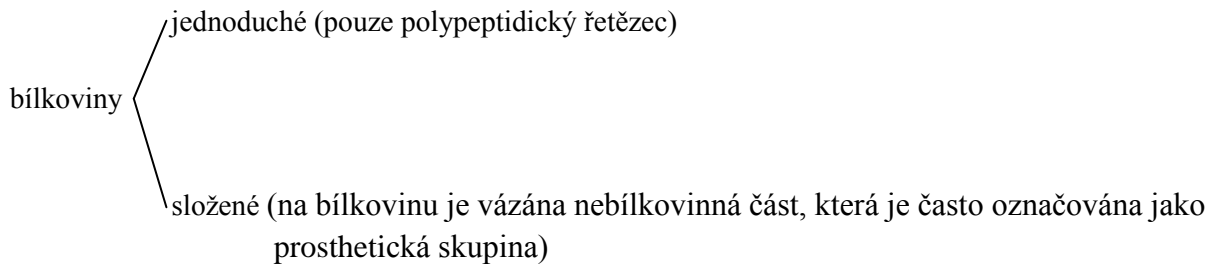 jednoduché (pouze polypeptidický řetězec)
bílkoviny
složené (na bílkovinu je vázána nebílkovinná část, která je často označována jako
prosthetická skupina)